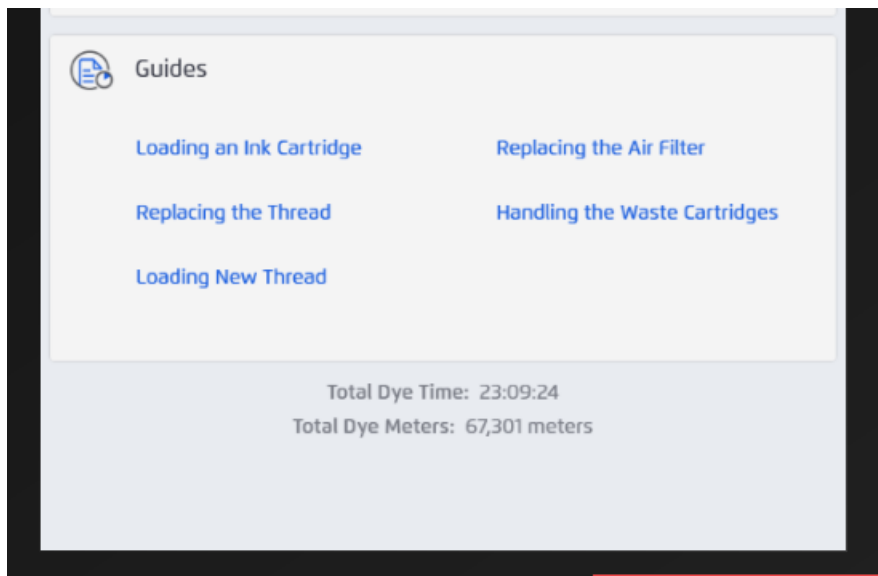 Guides
Loading an Ink Cartridge
Replacing the Air Filter
Replacing the Thread
Handling the Waste Cartridges
Loading New Thread
Total Dye Time: 23:09:24
Total Dye Meters: 67,301 meters